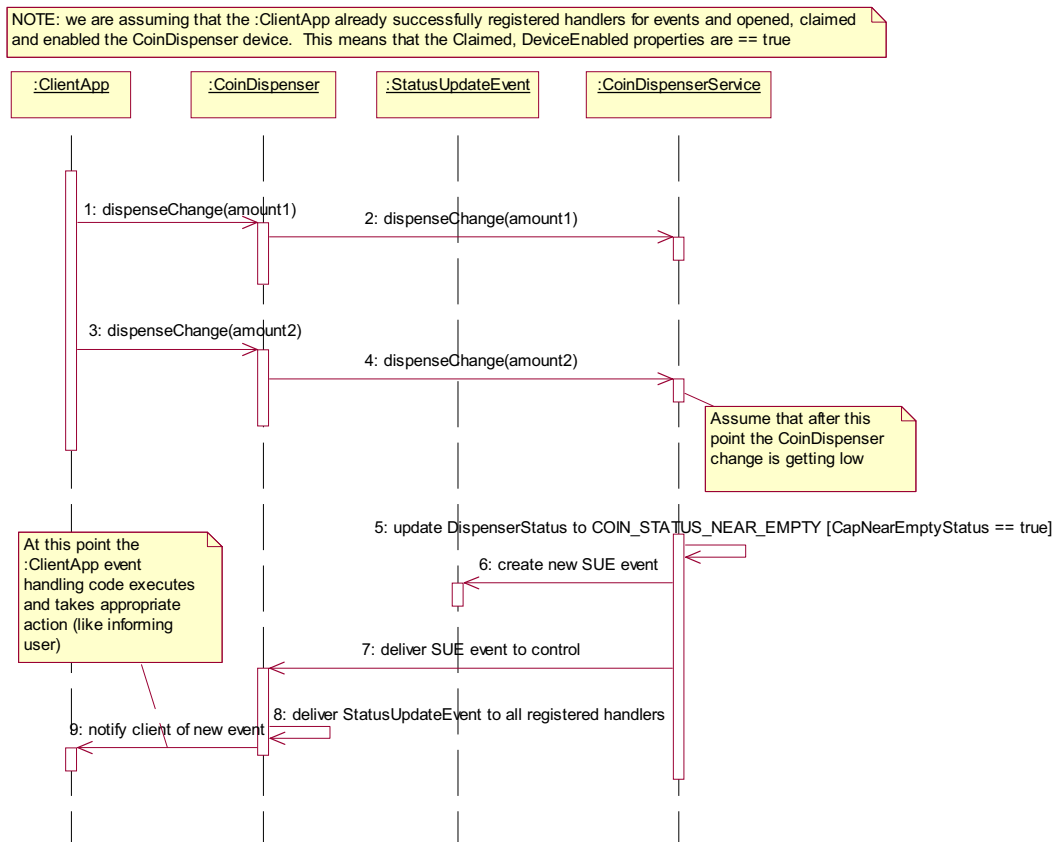 NOTE: we are assuming that the :ClientApp already successfully registered handlers for events and opened, claimed
and enabled the CoinDispenser device.  This means that the Claimed, DeviceEnabled properties are == true
:ClientApp
:CoinDispenser
:StatusUpdateEvent
:CoinDispenserService
1: dispenseChange(amount1)
2: dispenseChange(amount1)
3: dispenseChange(amount2)
4: dispenseChange(amount2)
Assume that after this
point the CoinDispenser
change is getting low
5: update DispenserStatus to COIN_STATUS_NEAR_EMPTY [CapNearEmptyStatus == true]
At this point the
:ClientApp event
handling code executes
and takes appropriate
action (like informing
user)
6: create new SUE event
7: deliver SUE event to control
8: deliver StatusUpdateEvent to all registered handlers
9: notify client of new event